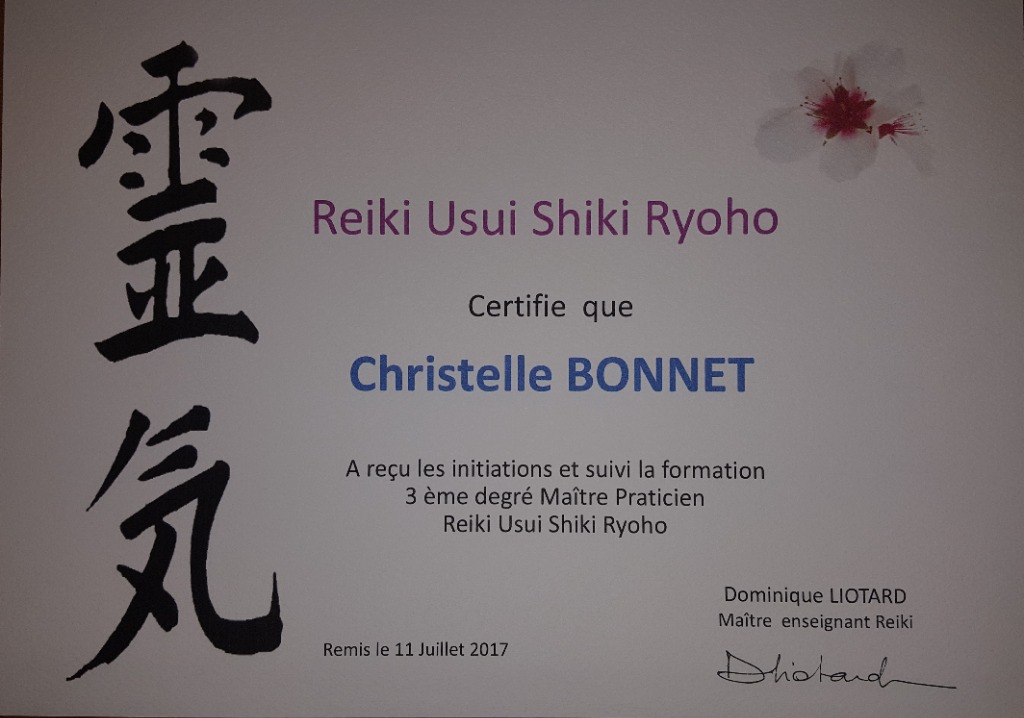 霊気
Reiki Usui Shiki Ryoho
Certifie que
Christelle BONNET
A reçu les initiations et suivi la formation
3 ème degré Maître Praticien
Reiki Usui Shiki Ryoho
Dominique LIOTARD
Maître enseignant Reiki
Remis le 11 Juillet 2017
DLiotard